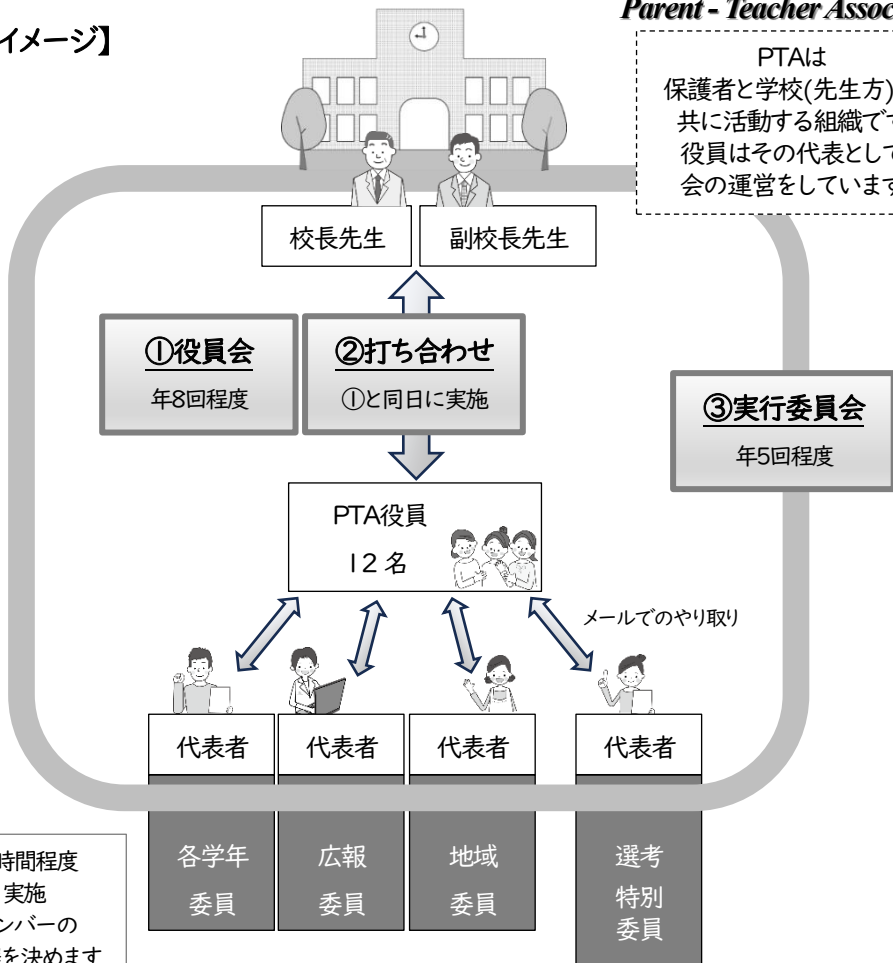 イメージ】
Parent - Teacher Assoc
PTAは
保護者と学校(先生方)
共に活動する組織で
役員はその代表として
会の運営をしています
校長先生
副校長先生
①役員会
年8回程度
②打ち合わせ
①と同日に実施
③実行委員会
年5回程度
PTA役員
12名
メールでのやり取り
代表者
代表者
代表者
代表者
各学年
委員
広報
委員
地域
委員
選考
特別
委員
時間程度
実施
ンバーの
を決めます